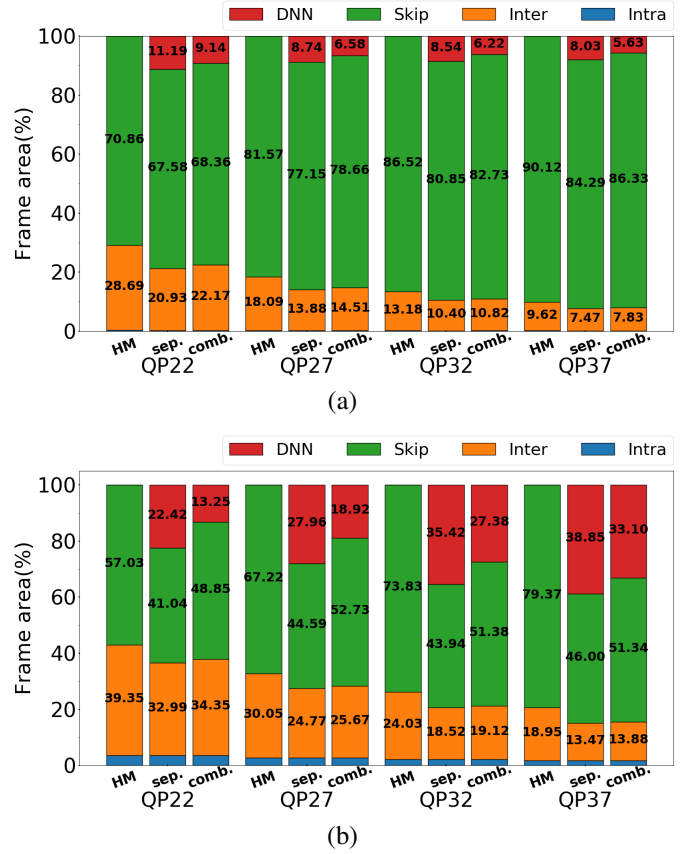 DNN Skip Inter Intra
100 11.19 9.14 8.74 6.58 8.54 6.22 8.03 5.63
80
70.86 67.58 68.36 81.57 77.15 78.66 86.52 80.85 82.73 90.12 84.29 86.33
60
40
20
28.69 20.93 22.17 18.09 13.88 14.51 13.18 10.40 10.82 9.62 7.47 7.83
0
Frame area(%)
HM sep. comb. HM sep. comb. HM sep. comb. HM sep. comb.
QP22 QP27 QP32 QP37
(a)
DNN Skip Inter Intra
100
22.42 13.25 27.96 18.92 35.42 27.38 38.85 33.10
80
57.03 41.04 48.85 67.22 44.59 52.73 73.83 43.94 51.38 79.37 46.00 51.34
60
40
39.35 32.99 34.35 30.05 24.77 25.67 24.03 18.52 19.12 18.95 13.47 13.88
20
0
Frame area(%)
HM sep. comb. HM sep. comb. HM sep. comb. HM sep. comb.
QP22 QP27 QP32 QP37
(b)